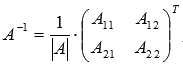 A^{-1} = \frac{1}{|A|} \cdot \begin{pmatrix} A_{11} & A_{12} \\ A_{21} & A_{22} \end{pmatrix}^T.